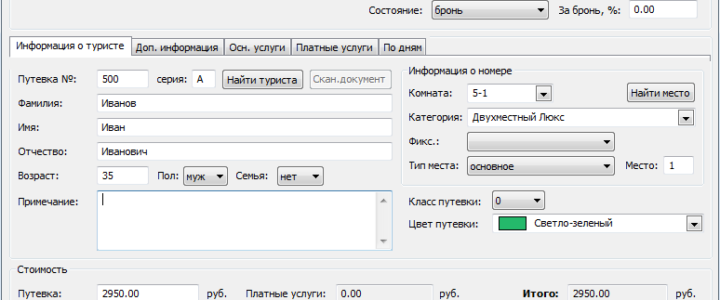 Состояние: бронь За бронь, %: 0.00
Информация о туристе Доп. информация Осн. услуги Платные услуги По дням
Путевка №: 500 серия: А Найти туриста Скан.документ
Фамилия: Иванов
Имя: Иван
Отчество: Иванович
Возраст: 35 Пол: муж Семья: нет
Примечание:
Информация о номере
Комната: 5-1 Найти место
Категория: Двухместный Люкс
Фикс.:
Тип места: основное Место: 1
Класс путевки: 0
Цвет путевки: Светло-зеленый
Стоимость
Путевка: 2950.00 руб. Платные услуги: 0.00 руб. Итого: 2950.00 руб.